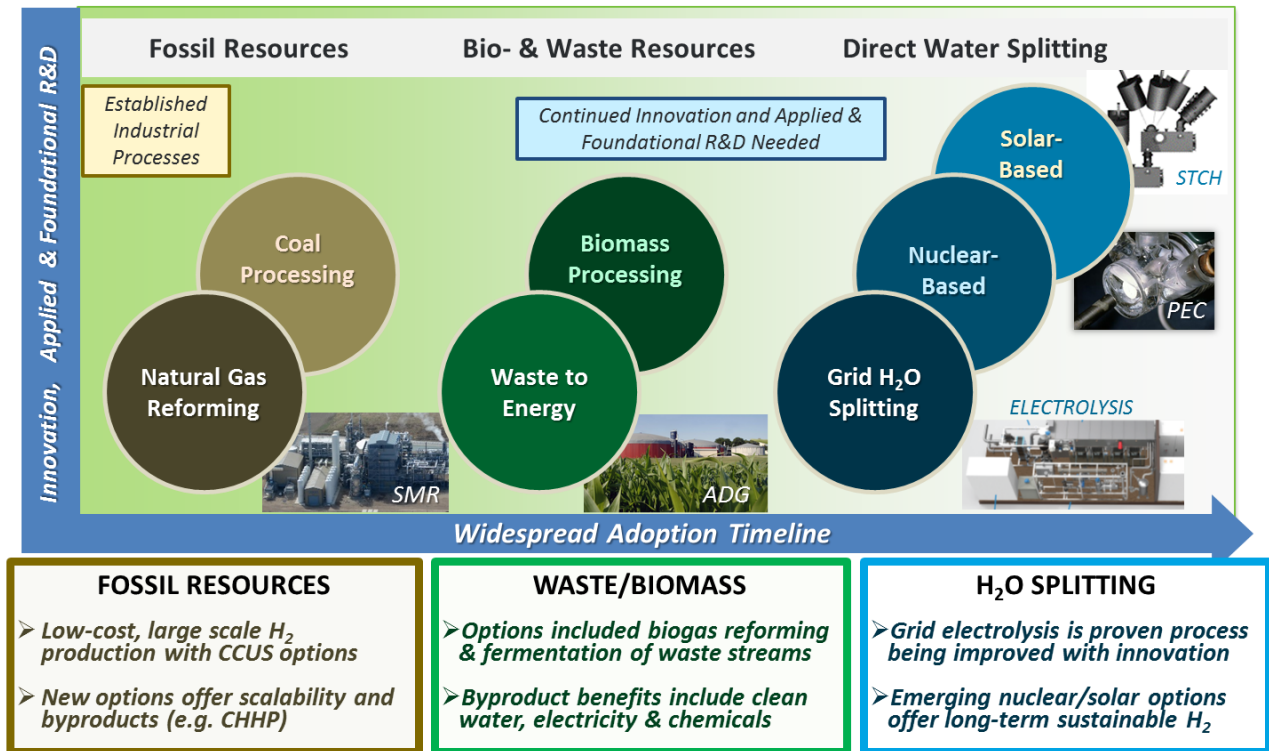 Innovation, Applied & Foundational R&D
Fossil Resources
Bio- & Waste Resources
Direct Water Splitting
Established
Industrial
Processes
Continued Innovation and Applied &
Foundational R&D Needed
Coal
Processing
Natural Gas
Reforming
SMR
Biomass
Processing
Waste to
Energy
ADG
Solar-
Based
STCH
Nuclear-
Based
PEC
Grid H₂O
Splitting
ELECTROLYSIS
Widespread Adoption Timeline
FOSSIL RESOURCES
➢ Low-cost, large scale H₂
production with CCUS options
➢ New options offer scalability and
byproducts (e.g. CHHP)
WASTE/BIOMASS
➢ Options included biogas reforming
& fermentation of waste streams
➢ Byproduct benefits include clean
water, electricity & chemicals
H₂O SPLITTING
➢ Grid electrolysis is proven process
being improved with innovation
➢ Emerging nuclear/solar options
offer long-term sustainable H₂